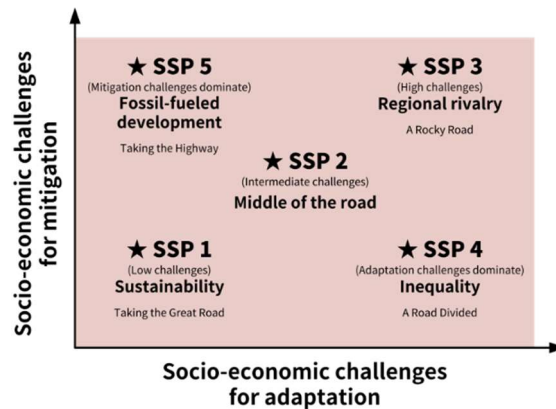 Socio-economic challenges
for mitigation
★ SSP 5
(Mitigation challenges dominate)
Fossil-fueled
development
Taking the Highway
★ SSP 3
(High challenges)
Regional rivalry
A Rocky Road
★ SSP 2
(Intermediate challenges)
Middle of the road
★ SSP 1
(Low challenges)
Sustainability
Taking the Great Road
★ SSP 4
(Adaptation challenges dominate)
Inequality
A Road Divided
Socio-economic challenges
for adaptation